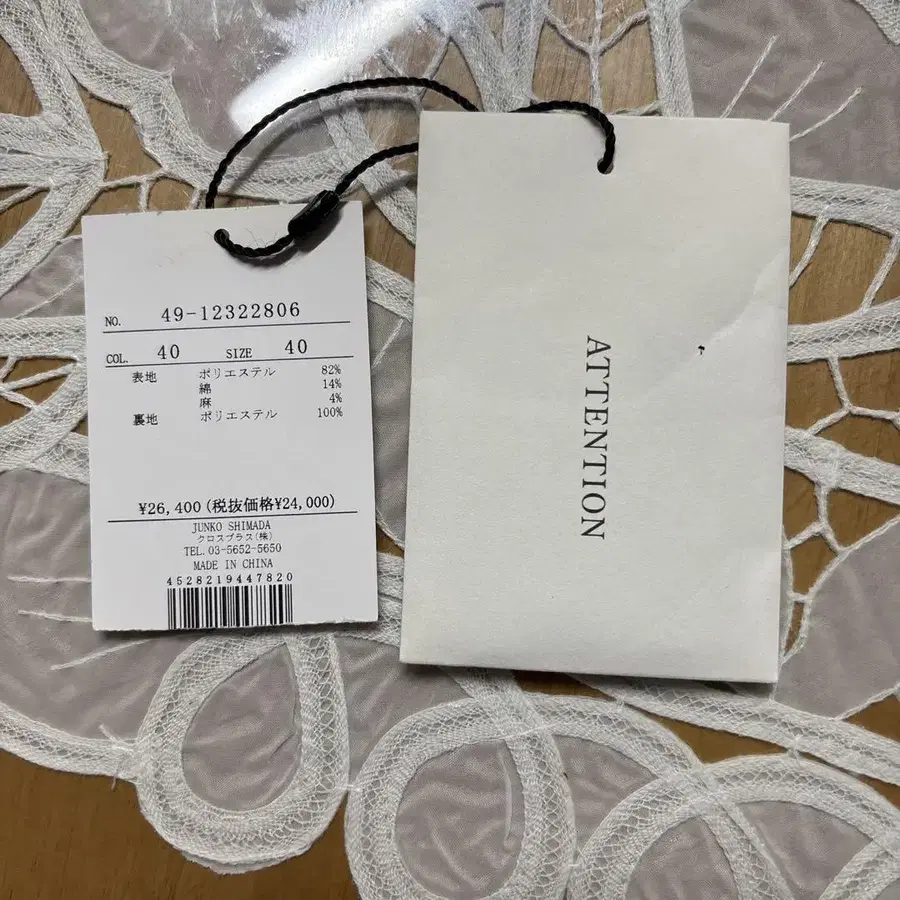 NO. 49-12322806
COL. 40 SIZE 40
表地 ポリエステル 82%
綿 14%
麻 4%
裏地 ポリエステル 100%
¥26,400(税抜価格¥24,000)
JUNKO SHIMADA
クロスプラス(株)
TEL. 03-5652-5650
MADE IN CHINA
4528219447820
ATTENTION